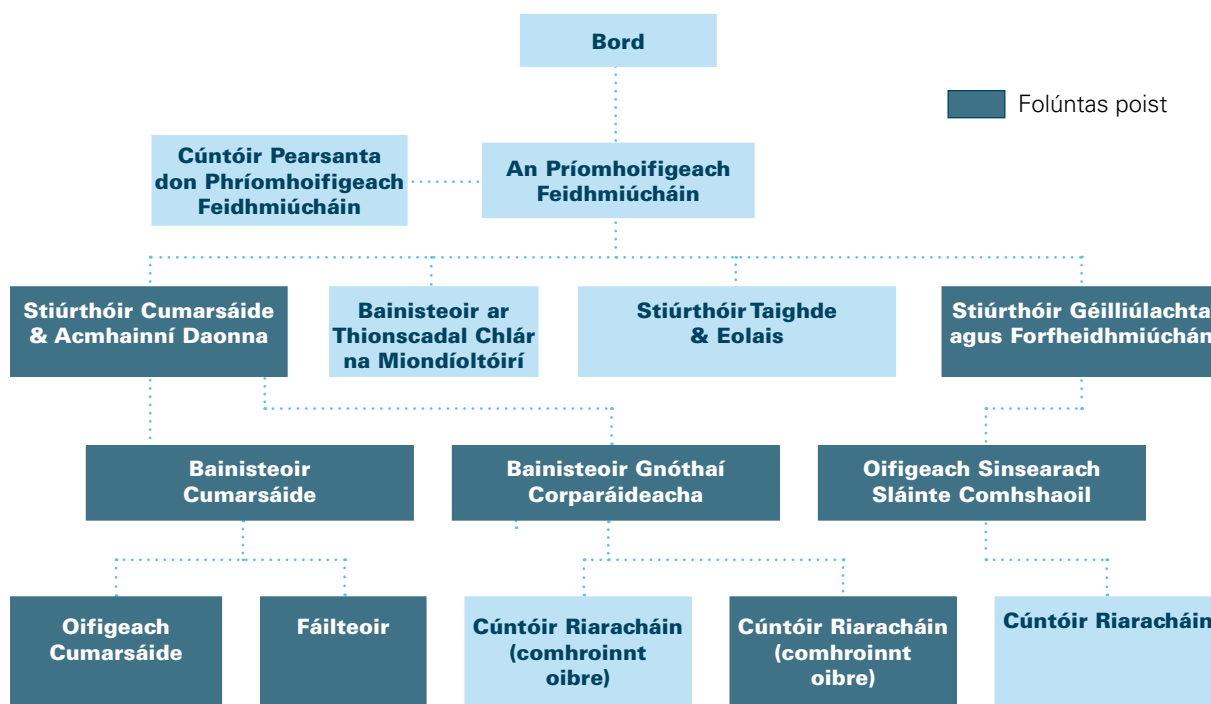 Bord
Folúntas poist
Cúntóir Pearsanta
don Phríomhoifigeach
Feidhmiúcháin
An Príomhoifigeach
Feidhmiúcháin
Stiúrthóir Cumarsáide
& Acmhainní Daonna
Bainisteoir ar
Thionscadal Chlár
na Miondíoltóirí
Stiúrthóir Taighde
& Eolais
Stiúrthóir Géilliúlachta
agus Forfheidhmiúchán
Bainisteoir
Cumarsáide
Bainisteoir Gnóthaí
Corparáideacha
Oifigeach Sinsearach
Sláinte Comhshaoil
Oifigeach
Cumarsáide
Fáilteoir
Cúntóir Riaracháin
(comhroinnt
oibre)
Cúntóir Riaracháin
(comhroinnt
oibre)
Cúntóir Riaracháin